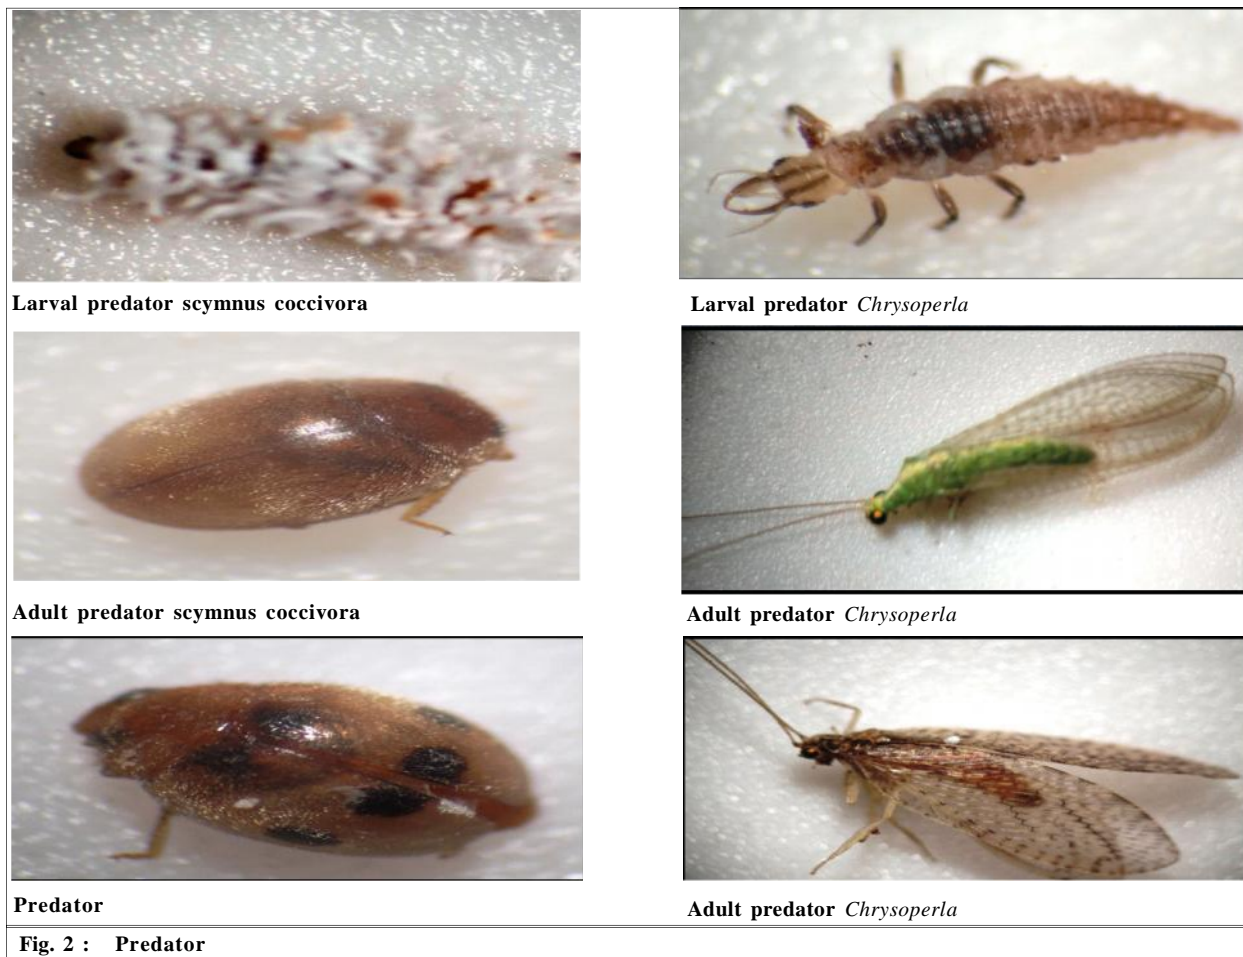 Larval predator scymnus coccivora
Larval predator Chrysoperla
Adult predator scymnus coccivora
Adult predator Chrysoperla
Predator
Adult predator Chrysoperla
Fig. 2 : Predator